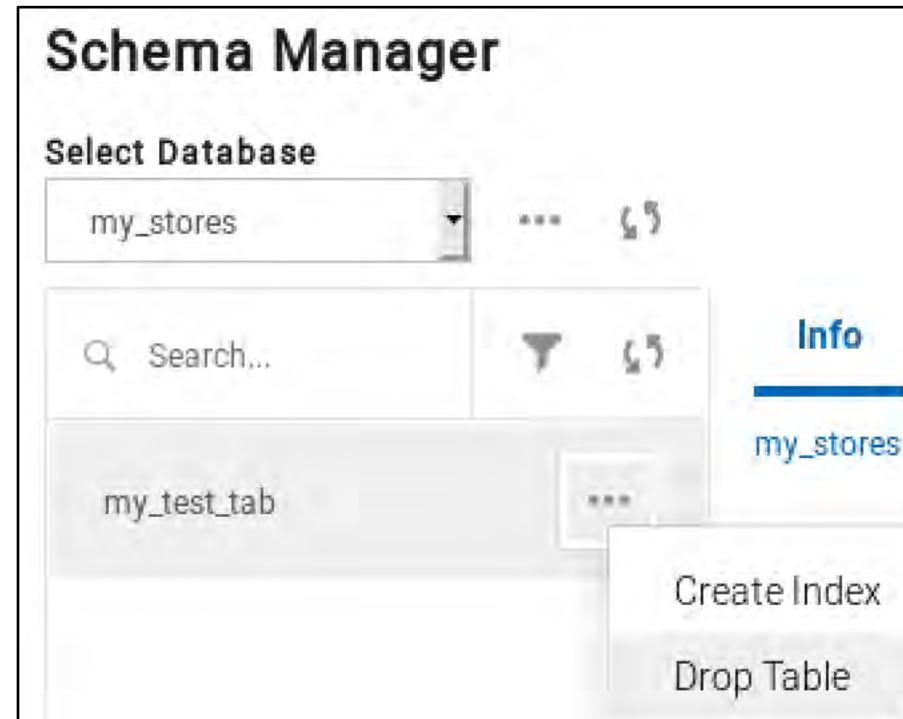 Schema Manager
Select Database
my_stores
Search...
Info
my_stores
my_test_tab
Create Index
Drop Table